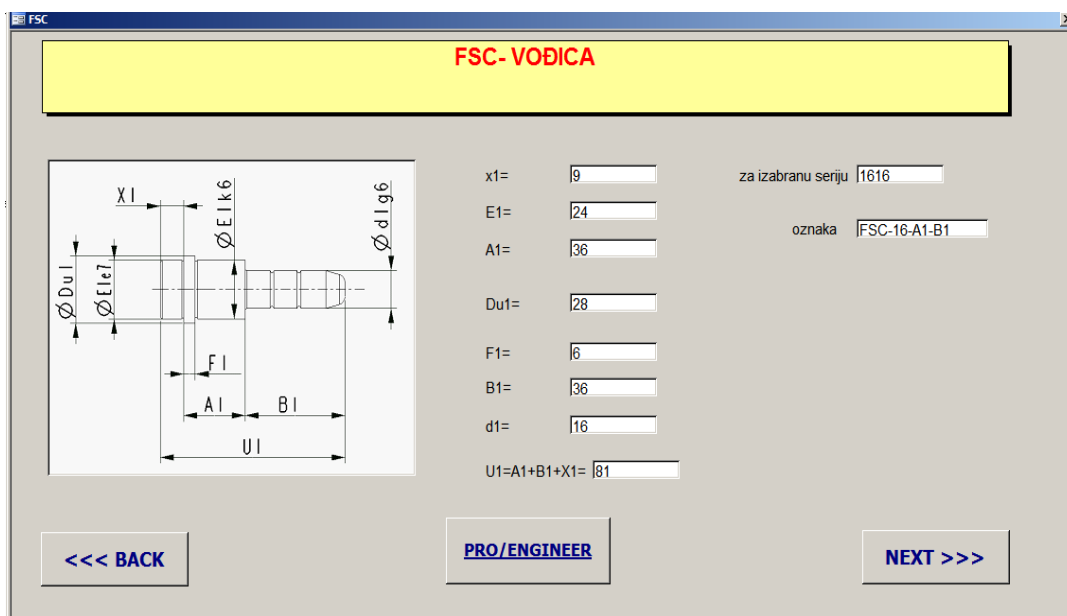 FSC
FSC- VOĐICA
X1
ØE1k6
Ød1g6
ØDu1
ØE1e7
F1
A1
B1
U1
x1= 9
E1= 24
A1= 36
Du1= 28
F1= 6
B1= 36
d1= 16
U1=A1+B1+X1= 81
za izabranu seriju 1616
oznaka FSC-16-A1-B1
<<< BACK
PRO/ENGINEER
NEXT >>>